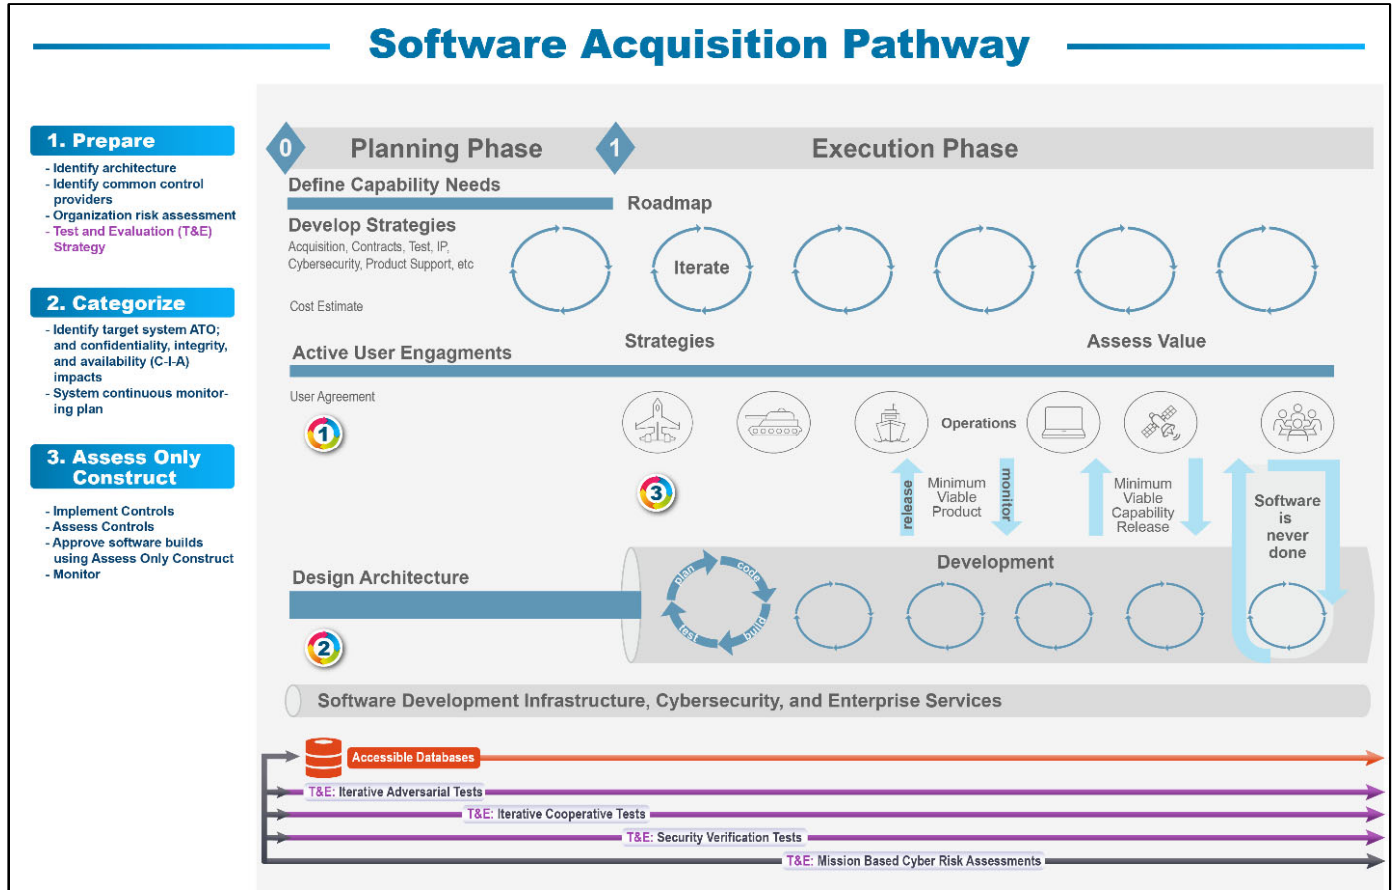 Software Acquisition Pathway
1. Prepare
- Identify architecture
- Identify common control
providers
- Organization risk assessment
- Test and Evaluation (T&E)
Strategy
2. Categorize
- Identify target system ATO;
and confidentiality, integrity,
and availability (C-I-A)
impacts
- System continuous monitor-
ing plan
3. Assess Only
Construct
- Implement Controls
- Assess Controls
- Approve software builds
using Assess Only Construct
- Monitor
0
Planning Phase
1
Execution Phase
Define Capability Needs
Roadmap
Develop Strategies
Acquisition, Contracts, Test, IP,
Cybersecurity, Product Support, etc
Iterate
Cost Estimate
Strategies
Assess Value
Active User Engagments
User Agreement
1
Operations
3
release
Minimum
Viable
Product
monitor
Minimum
Viable
Capability
Release
Software
is
never
done
Development
Design Architecture
plan
code
build
test
2
Software Development Infrastructure, Cybersecurity, and Enterprise Services
Accessible Databases
T&E: Iterative Adversarial Tests
T&E: Iterative Cooperative Tests
T&E: Security Verification Tests
T&E: Mission Based Cyber Risk Assessments